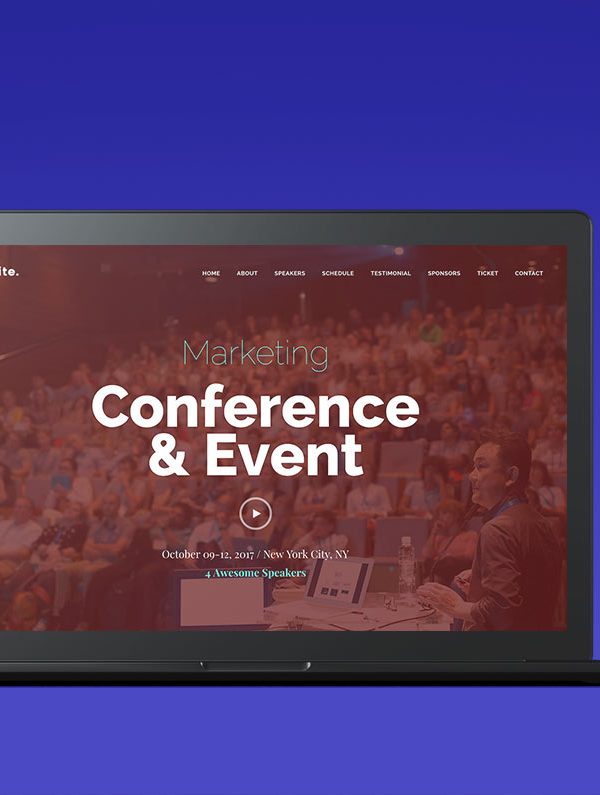 ite.
HOME ABOUT SPEAKERS SCHEDULE TESTIMONIAL SPONSORS TICKET CONTACT
Marketing
Conference
& Event
October 09-12, 2017 / New York City, NY
4 Awesome Speakers